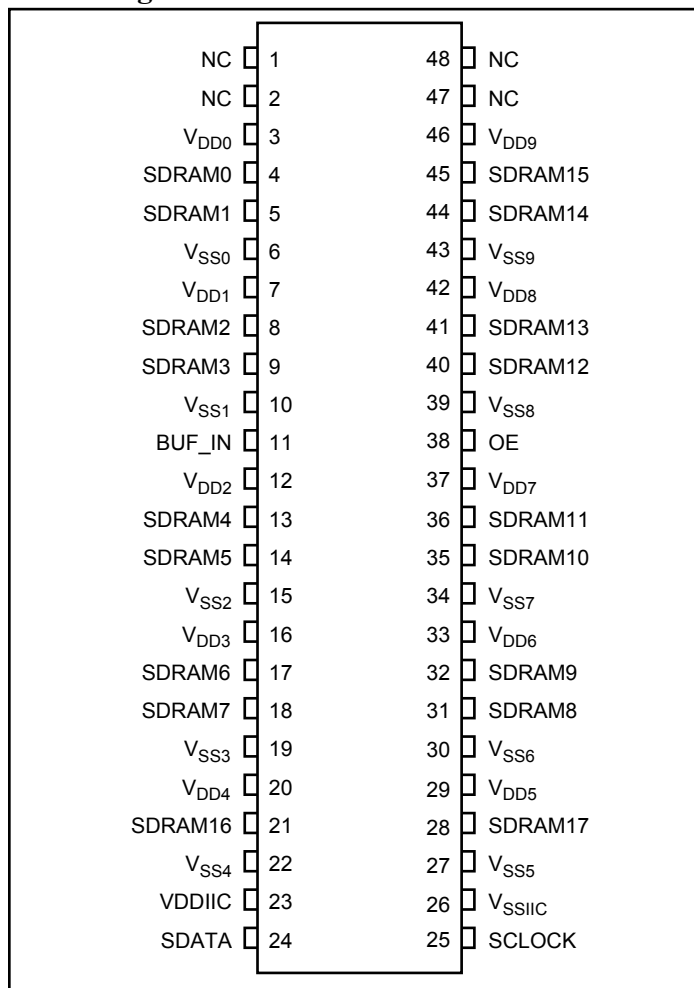 NC 1 48 NC
NC 2 47 NC
VDD0 3 46 VDD9
SDRAM0 4 45 SDRAM15
SDRAM1 5 44 SDRAM14
VSS0 6 43 VSS9
VDD1 7 42 VDD8
SDRAM2 8 41 SDRAM13
SDRAM3 9 40 SDRAM12
VSS1 10 39 VSS8
BUF_IN 11 38 OE
VDD2 12 37 VDD7
SDRAM4 13 36 SDRAM11
SDRAM5 14 35 SDRAM10
VSS2 15 34 VSS7
VDD3 16 33 VDD6
SDRAM6 17 32 SDRAM9
SDRAM7 18 31 SDRAM8
VSS3 19 30 VSS6
VDD4 20 29 VDD5
SDRAM16 21 28 SDRAM17
VSS4 22 27 VSS5
VDDIIC 23 26 VSSIIC
SDATA 24 25 SCLOCK